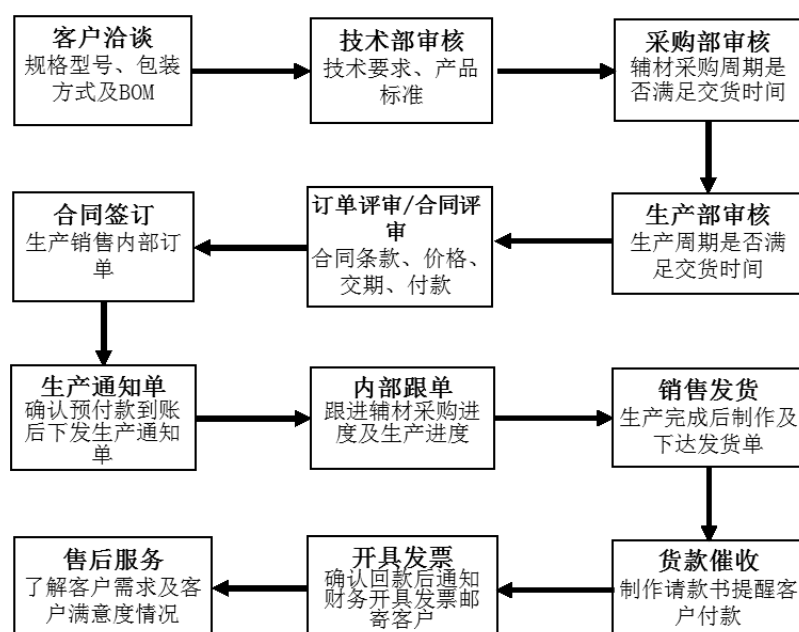 客户洽谈
规格型号、包装
方式及BOM
技术部审核
技术要求、产品
标准
采购部审核
辅材采购周期是
否满足交货时间
生产部审核
生产周期是否满
足交货时间
订单评审/合同评
审
合同条款、价格、
交期、付款
合同签订
生产销售内部订
单
生产通知单
确认预付款到账
后下发生产通知
单
内部跟单
跟进辅材采购进
度及生产进度
销售发货
生产完成后制作及
下达发货单
货款催收
制作请款书提醒客
户付款
开具发票
确认回款后通知
财务开具发票邮
寄客户
售后服务
了解客户需求及客
户满意度情况